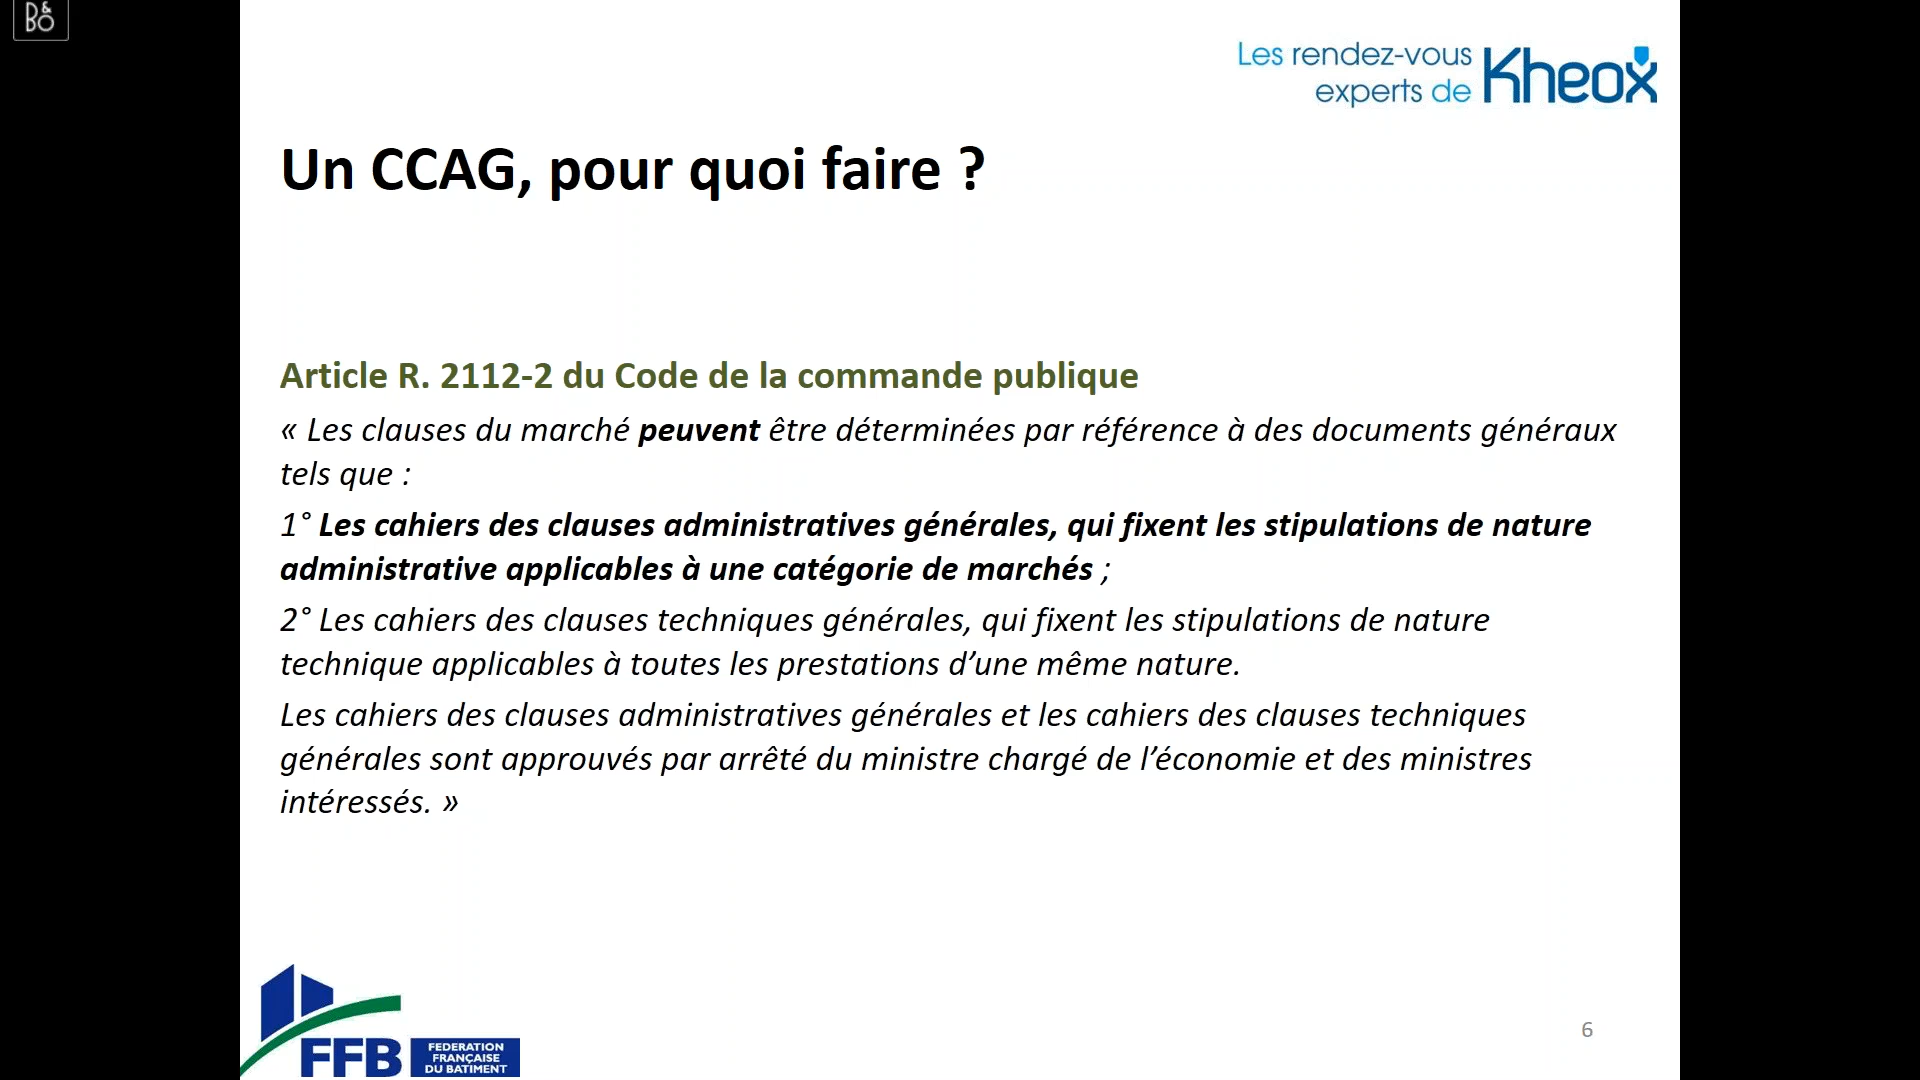 B&O
Les rendez-vous
experts de Kheox
Un CCAG, pour quoi faire ?
Article R. 2112-2 du Code de la commande publique
« Les clauses du marché peuvent être déterminées par référence à des documents généraux
tels que :
1° Les cahiers des clauses administratives générales, qui fixent les stipulations de nature
administrative applicables à une catégorie de marchés ;
2° Les cahiers des clauses techniques générales, qui fixent les stipulations de nature
technique applicables à toutes les prestations d’une même nature.
Les cahiers des clauses administratives générales et les cahiers des clauses techniques
générales sont approuvés par arrêté du ministre chargé de l’économie et des ministres
intéressés. »
FFB
FEDERATION
FRANÇAISE
DU BATIMENT
6